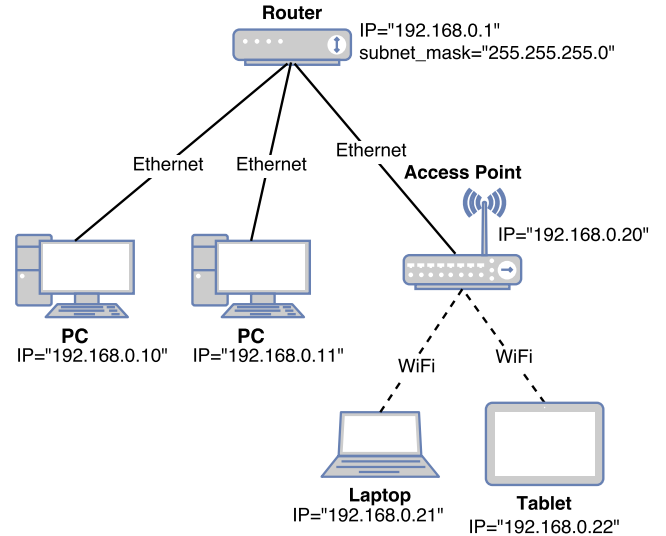 Router
IP="192.168.0.1"
subnet_mask="255.255.255.0"
Ethernet
Ethernet
Ethernet
Access Point
IP="192.168.0.20"
PC
IP="192.168.0.10"
PC
IP="192.168.0.11"
WiFi
WiFi
Laptop
IP="192.168.0.21"
Tablet
IP="192.168.0.22"